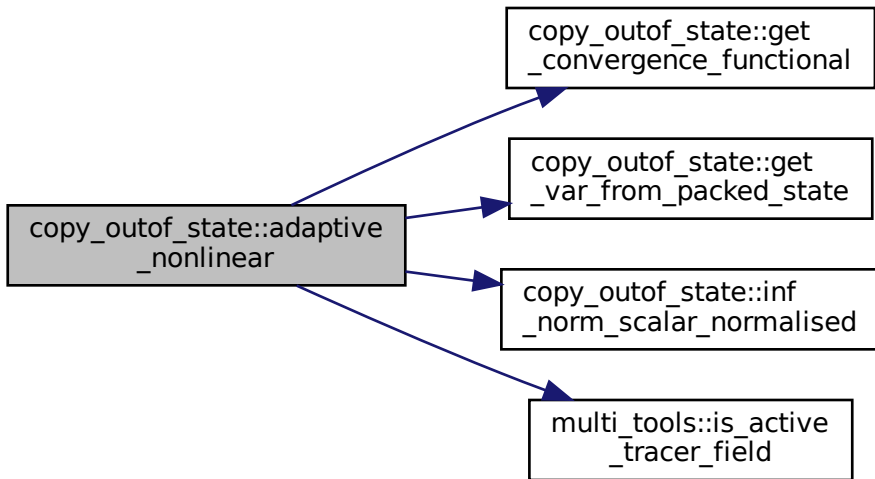 copy_outof_state::get
_convergence_functional
copy_outof_state::get
_var_from_packed_state
copy_outof_state::adaptive
_nonlinear
copy_outof_state::inf
_norm_scalar_normalised
multi_tools::is_active
_tracer_field